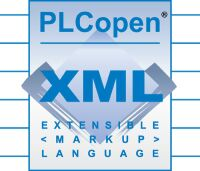 PLCopen®
XML
EXTENSIBLE
<MARKUP>
LANGUAGE